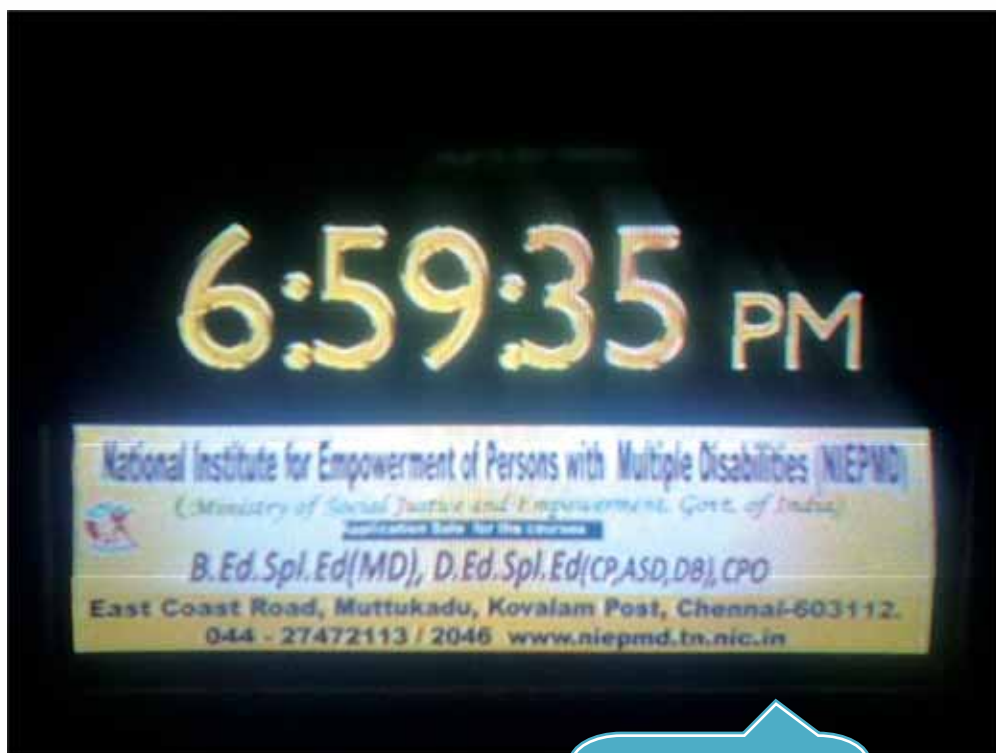 6:59:35 PM
National Institute for Empowerment of Persons with Multiple Disabilities (NIEPMD)
(Ministry of Social Justice and Empowerment, Govt. of India)
Application Sale for the courses
B.Ed.Spl.Ed(MD), D.Ed.Spl.Ed(CP,ASD,DB),CPO
East Coast Road, Muttukadu, Kovalam Post, Chennai-603112.
044 - 27472113 / 2046 www.niepmd.tn.nic.in